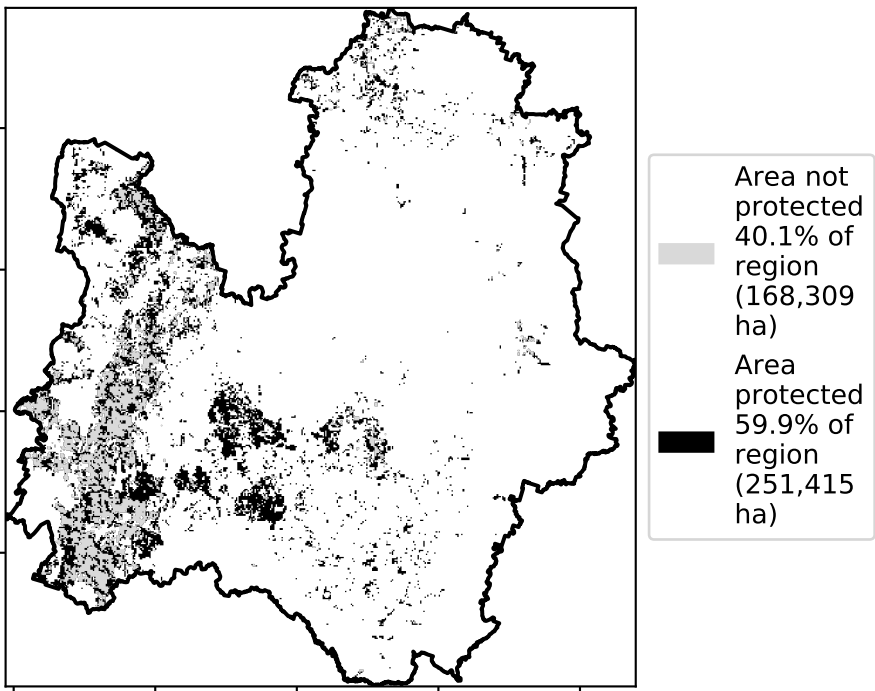 Area not
protected
40.1% of
region
(168,309
ha)
Area
protected
59.9% of
region
(251,415
ha)